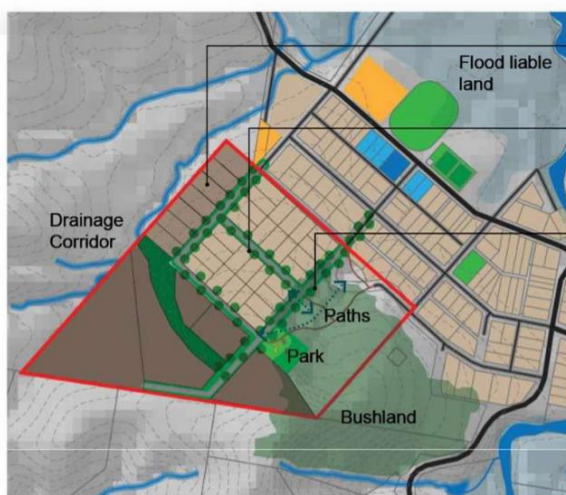 Flood liable
land
Drainage
Corridor
Paths
Park
Bushland